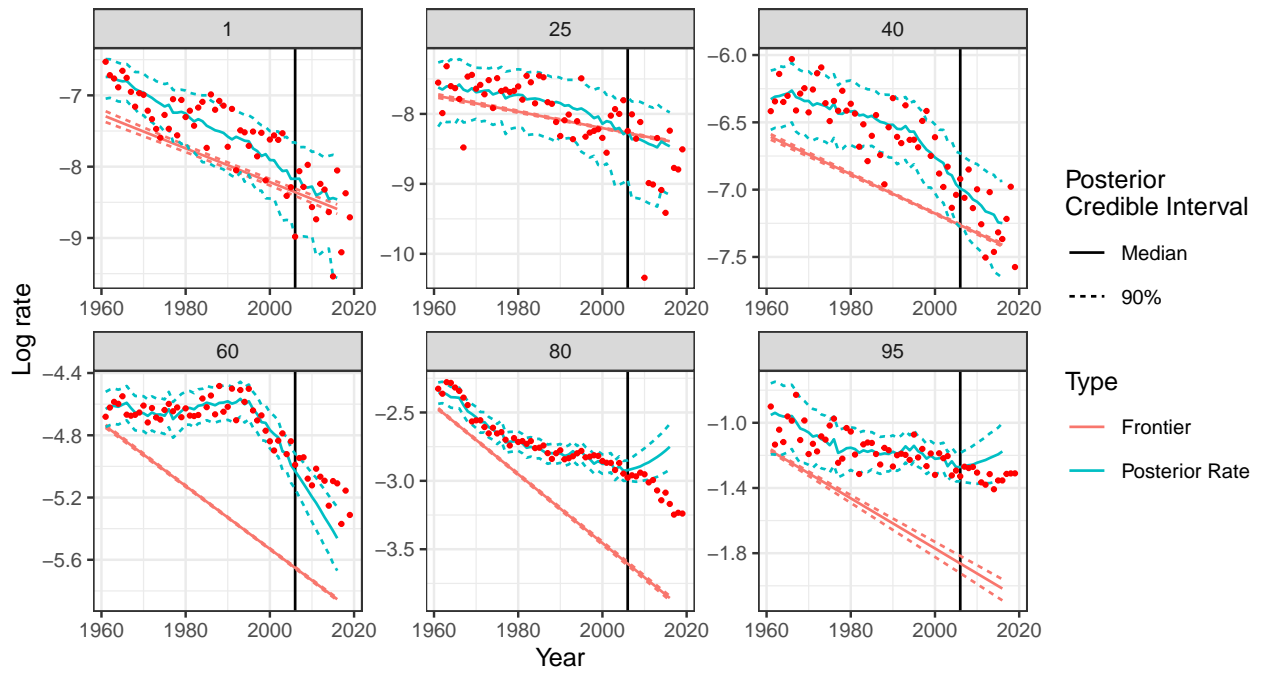 1 25 40
−7
−8
−9
−8
−9
−10
−6.0
−6.5
−7.0
−7.5
1960 1980 2000 2020 1960 1980 2000 2020 1960 1980 2000 2020
60 80 95
−4.4
−4.8
−5.2
−5.6
−2.5
−3.0
−3.5
−1.0
−1.4
−1.8
1960 1980 2000 2020 1960 1980 2000 2020 1960 1980 2000 2020
Year
Log rate
Posterior
Credible Interval
Median
90%
Type
Frontier
Posterior Rate